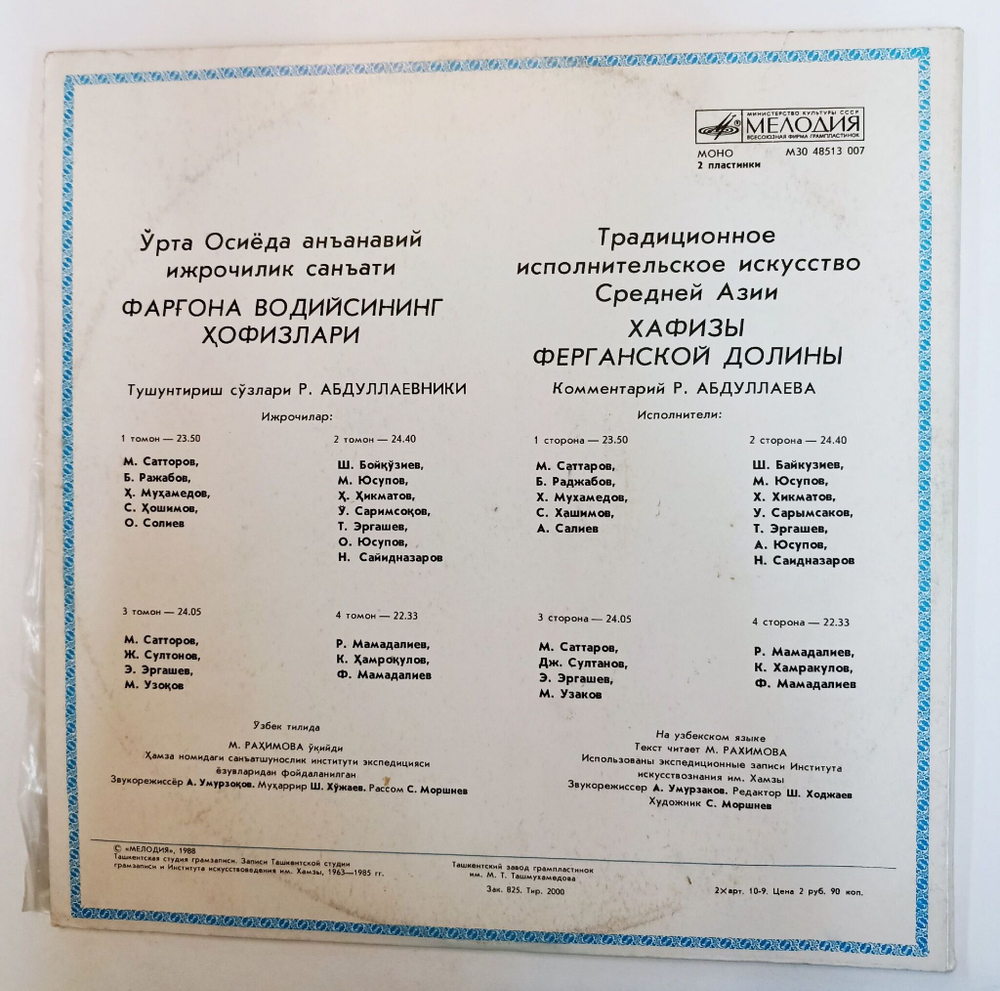 МИНИСТЕРСТВО КУЛЬТУРЫ СССР
МЕЛОДИЯ
ВСЕСОЮЗНАЯ ФИРМА ГРАМПЛАСТИНОК
МОНО М30 48513 007
2 пластинки
Ўрта Осиёда анъанавий
ижрочилик санъати
ФАРҒОНА ВОДИЙСИНИНГ
ҲОФИЗЛАРИ
Тушунтириш сўзлари Р. АБДУЛЛАЕВНИКИ
Ижрочилар:
1 томон — 23.50
М. Сатторов,
Б. Ражабов,
Ҳ. Муҳамедов,
С. Ҳошимов,
О. Солиев
2 томон — 24.40
Ш. Бойқўзиев,
М. Юсупов,
Ҳ. Ҳикматов,
У. Саримсоқов,
Т. Эргашев,
О. Юсупов,
Н. Сайидназаров
3 томон — 24.05
М. Сатторов,
Ж. Султонов,
Э. Эргашев,
М. Узоқов
4 томон — 22.33
Р. Мамадалиев,
К. Ҳамроқулов,
Ф. Мамадалиев
Ўзбек тилида
М. РАҲИМОВА ўқийди
Ҳамза номидаги санъатшунослик институти экспедицияси
ёзувларидан фойдаланилган
Звукорежиссёр А. Умурзоқов. Муҳаррир Ш. Хўжаев. Рассом С. Моршнев
Традиционное
исполнительское искусство
Средней Азии
ХАФИЗЫ
ФЕРГАНСКОЙ ДОЛИНЫ
Комментарий Р. АБДУЛЛАЕВА
Исполнители:
1 сторона — 23.50
М. Саттаров,
Б. Раджабов,
Х. Мухамедов,
С. Хашимов,
А. Салиев
2 сторона — 24.40
Ш. Байкузиев,
М. Юсупов,
Х. Хикматов,
У. Сарымсаков,
Т. Эргашев,
А. Юсупов,
Н. Саидназаров
3 сторона — 24.05
М. Саттаров,
Дж. Султанов,
Э. Эргашев,
М. Узаков
4 сторона — 22.33
Р. Мамадалиев,
К. Хамракулов,
Ф. Мамадалиев
На узбекском языке
Текст читает М. РАХИМОВА
Использованы экспедиционные записи Института
искусствознания им. Хамзы
Звукорежиссер А. Умурзаков. Редактор Ш. Ходжаев
Художник С. Моршнев
© «МЕЛОДИЯ», 1988
Ташкентская студия грамзаписи. Записи Ташкентской студии
грамзаписи и Института искусствоведения им. Хамзы, 1963—1985 гг.
Ташкентский завод грампластинок
им. М. Т. Ташмухамедова
Зак. 825. Тир. 2000
2×арт. 10-9. Цена 2 руб. 90 коп.